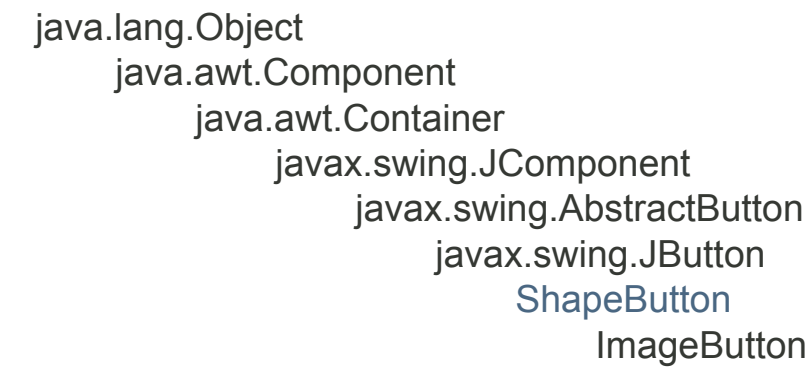 java.lang.Object
java.awt.Component
java.awt.Container
javax.swing.JComponent
javax.swing.AbstractButton
javax.swing.JButton
ShapeButton
ImageButton